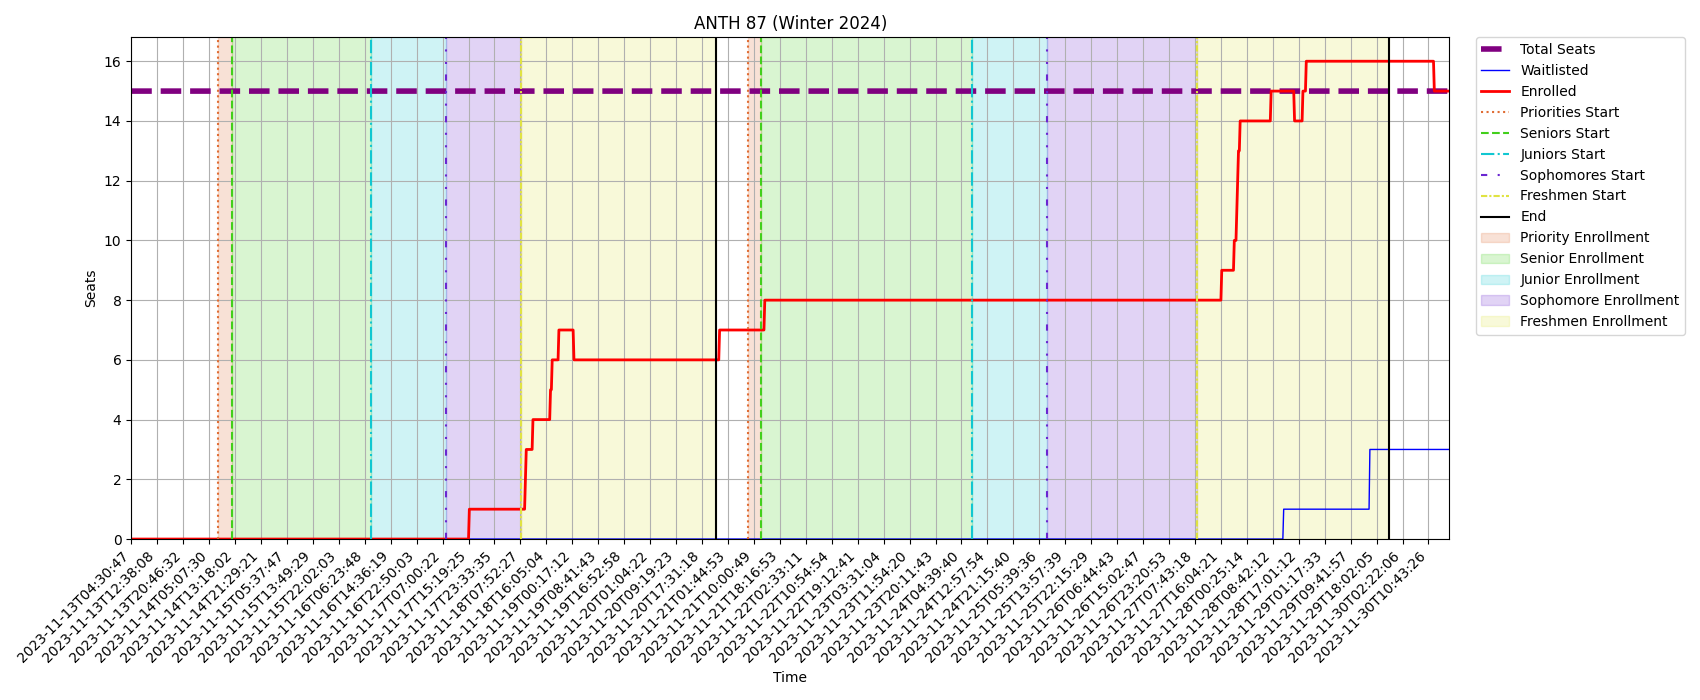 ANTH 87 (Winter 2024)
Seats
16
14
12
10
8
6
4
2
0
2023-11-13T04:30:47
2023-11-13T12:38:08
2023-11-13T20:46:32
2023-11-14T05:07:30
2023-11-14T13:18:02
2023-11-14T21:29:21
2023-11-15T05:37:47
2023-11-15T13:49:29
2023-11-15T22:02:03
2023-11-16T06:23:48
2023-11-16T14:36:19
2023-11-16T22:50:03
2023-11-17T07:00:22
2023-11-17T15:19:25
2023-11-17T23:33:35
2023-11-18T07:52:27
2023-11-18T16:05:04
2023-11-19T00:17:12
2023-11-19T08:41:43
2023-11-19T16:52:58
2023-11-20T01:04:22
2023-11-20T09:19:23
2023-11-20T17:31:18
2023-11-21T01:44:53
2023-11-21T10:00:49
2023-11-21T18:16:53
2023-11-22T02:33:11
2023-11-22T10:54:54
2023-11-22T19:12:41
2023-11-23T03:31:04
2023-11-23T11:54:20
2023-11-23T20:11:43
2023-11-24T04:39:40
2023-11-24T12:57:54
2023-11-24T21:15:40
2023-11-25T05:39:36
2023-11-25T13:57:39
2023-11-25T22:15:29
2023-11-26T06:44:43
2023-11-26T15:02:47
2023-11-26T23:20:53
2023-11-27T07:43:18
2023-11-27T16:04:21
2023-11-28T00:25:14
2023-11-28T08:42:12
2023-11-28T17:01:12
2023-11-29T01:17:33
2023-11-29T09:41:57
2023-11-29T18:02:05
2023-11-30T02:22:06
2023-11-30T10:43:26
Time
Total Seats
Waitlisted
Enrolled
Priorities Start
Seniors Start
Juniors Start
Sophomores Start
Freshmen Start
End
Priority Enrollment
Senior Enrollment
Junior Enrollment
Sophomore Enrollment
Freshmen Enrollment